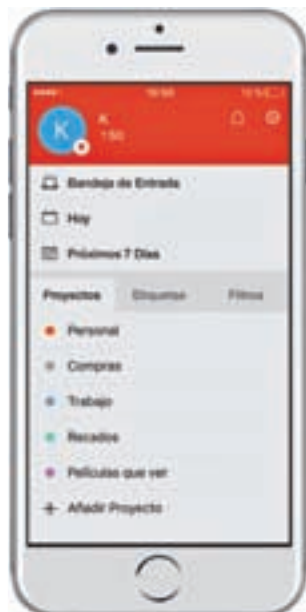 K
K
150
Bandeja de Entrada
Hoy
Próximos 7 Días
Proyectos Etiquetas Filtros
Personal
Compras
Trabajo
Recados
Películas que ver
+ Añadir Proyecto